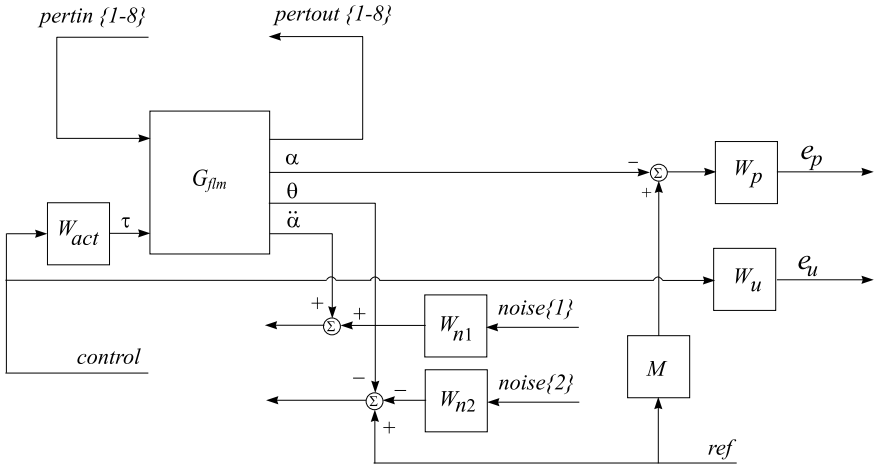 pertin {1-8}
pertout {1-8}
G_flm
α
θ
α̈
W_act
τ
−
Σ
+
W_p
e_p
W_u
e_u
+
Σ
+
W_n1
noise{1}
control
M
−
Σ
−
+
W_n2
noise{2}
ref